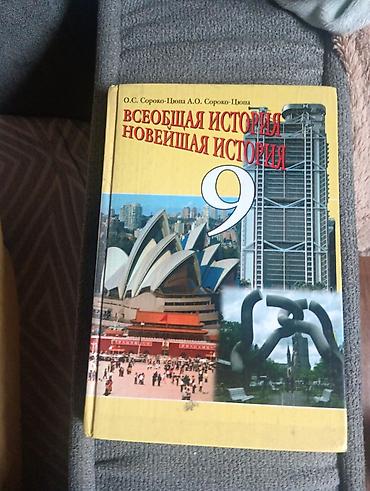 О.С. Сороко-Цюпа А.О. Сороко-Цюпа
ВСЕОБЩАЯ ИСТОРИЯ
НОВЕЙШАЯ ИСТОРИЯ
9